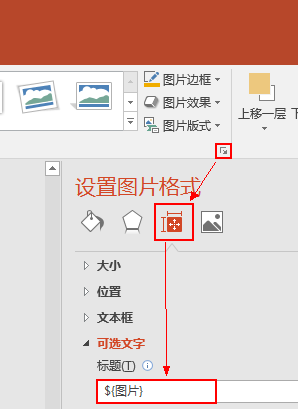 图片边框
图片效果
图片版式
上移一层
设置图片格式
大小
位置
文本框
可选文字
标题(T)
${图片}